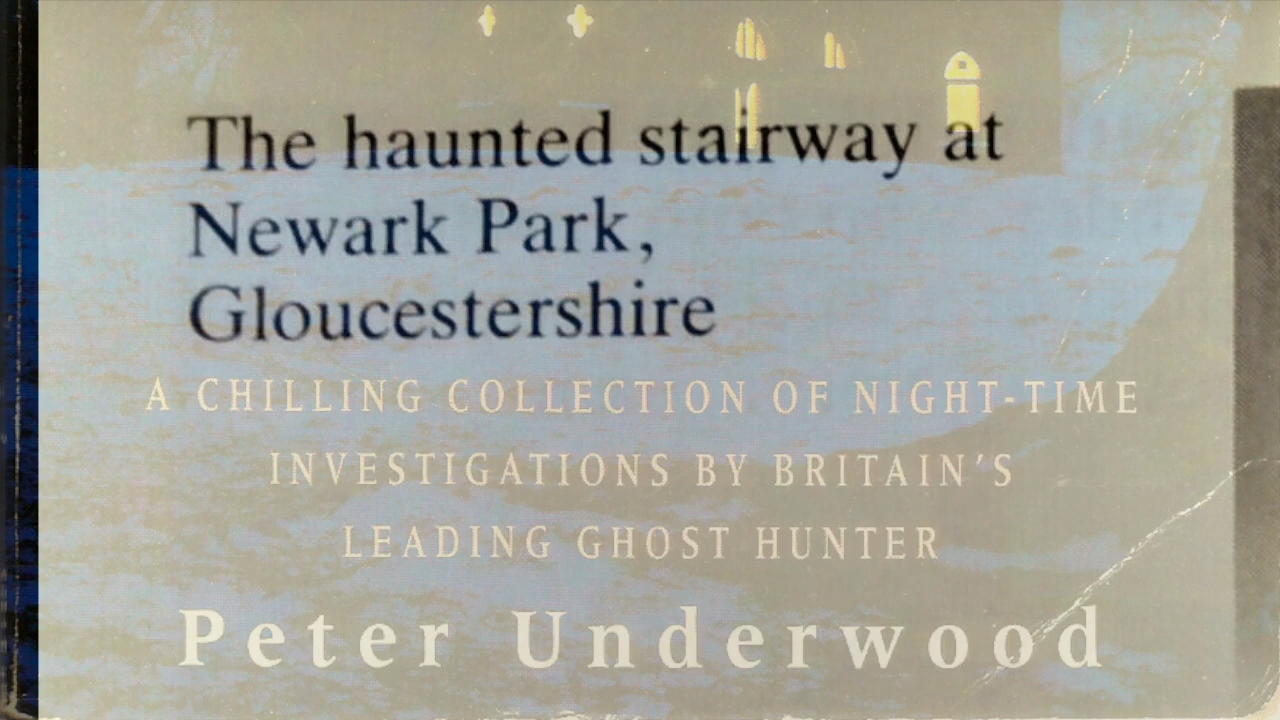 The haunted stairway at
Newark Park,
Gloucestershire
A CHILLING COLLECTION OF NIGHT-TIME
INVESTIGATIONS BY BRITAIN'S
LEADING GHOST HUNTER
Peter Underwood